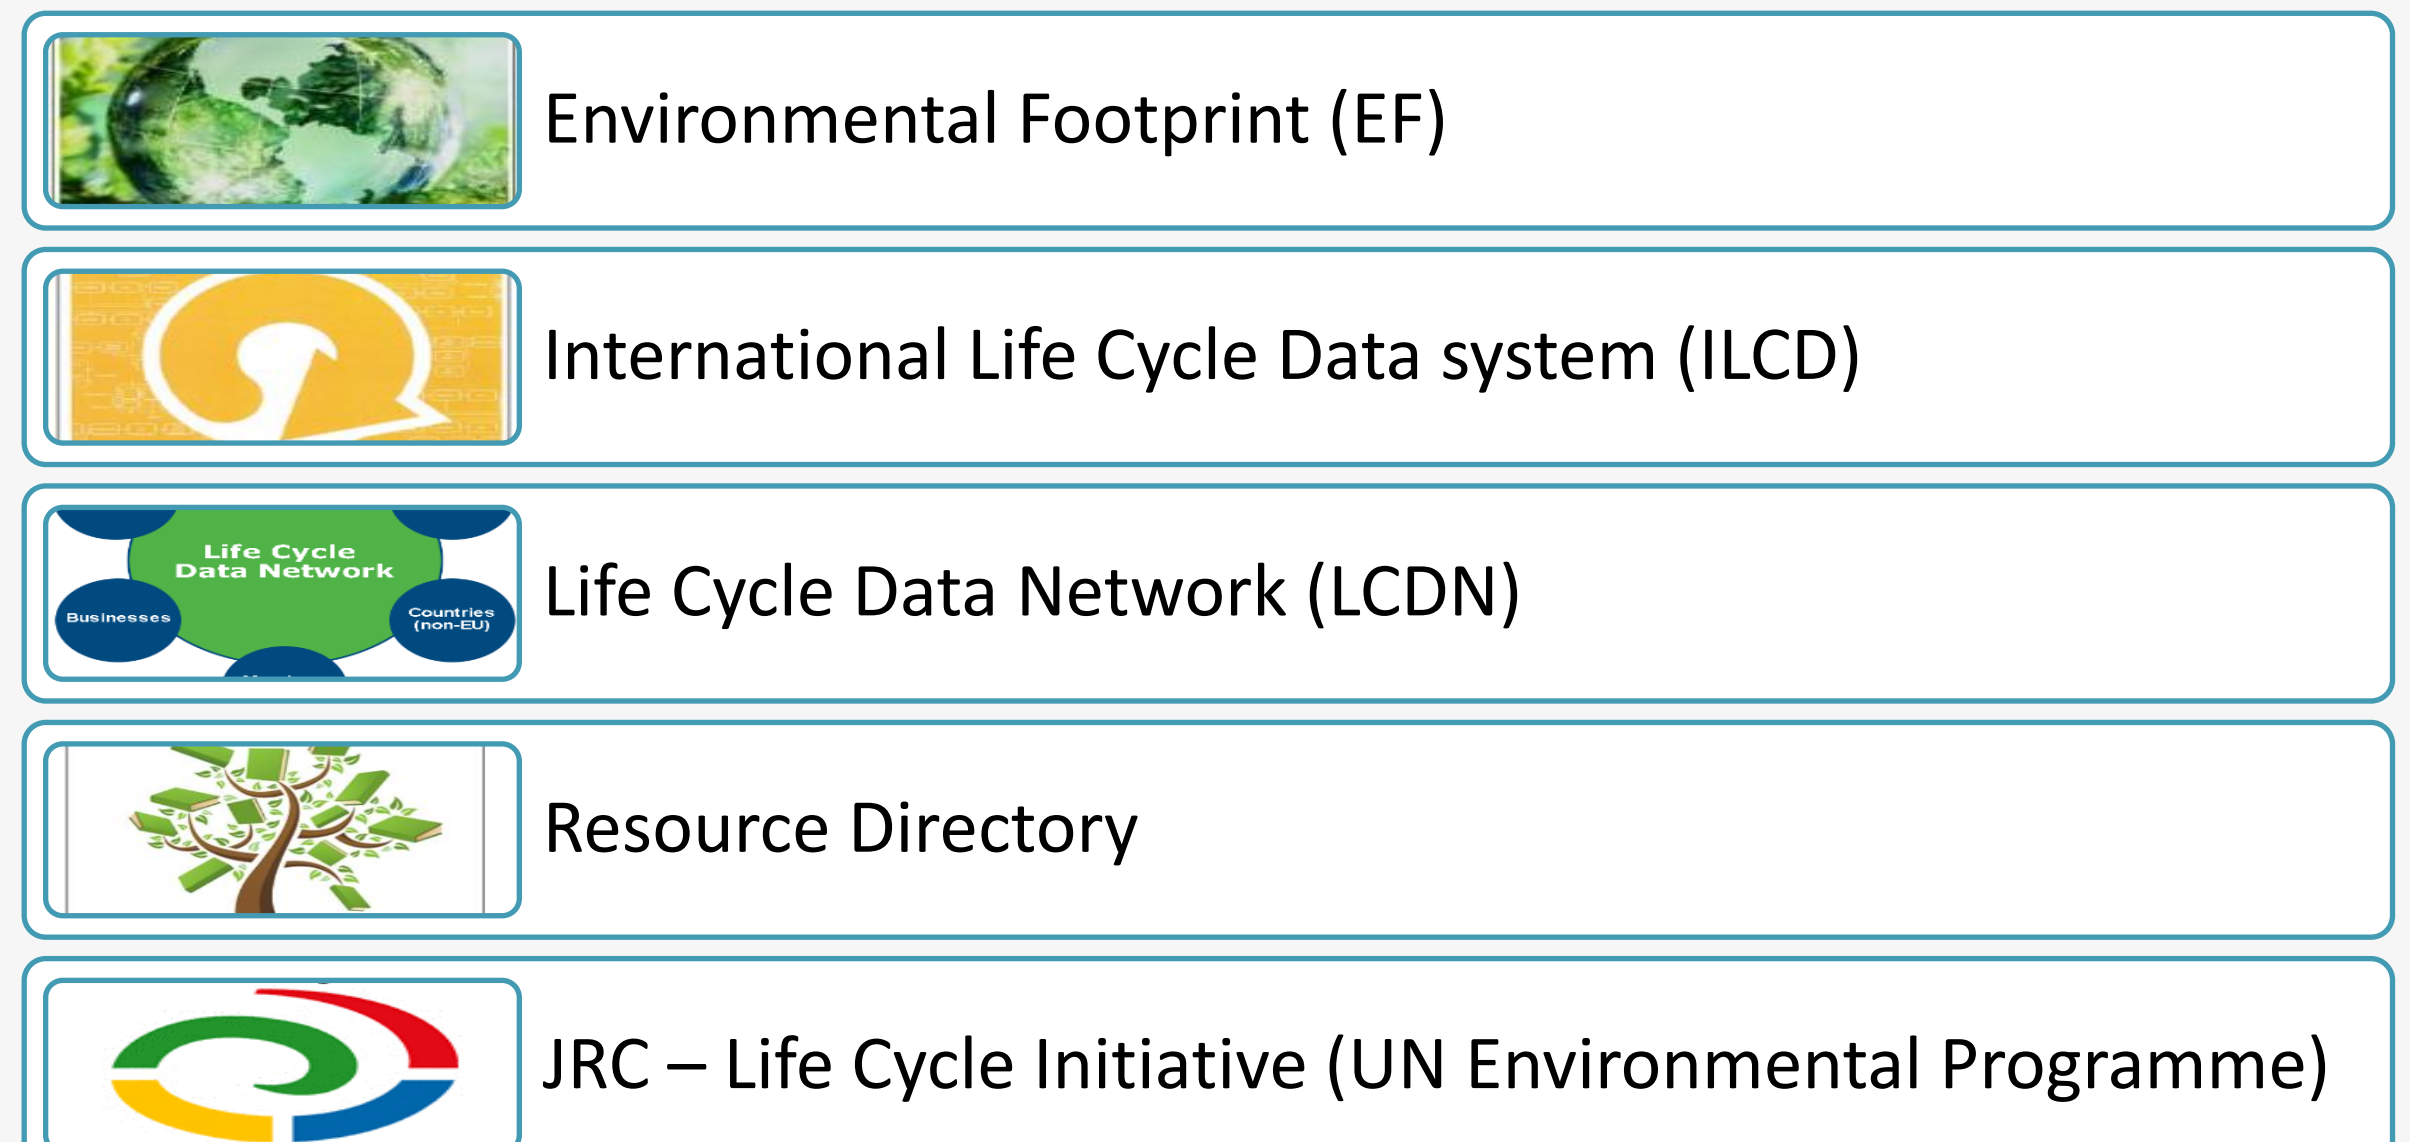 Environmental Footprint (EF)
International Life Cycle Data system (ILCD)
Life Cycle
Data Network
Businesses
Countries
(non-EU)
Life Cycle Data Network (LCDN)
Resource Directory
JRC – Life Cycle Initiative (UN Environmental Programme)